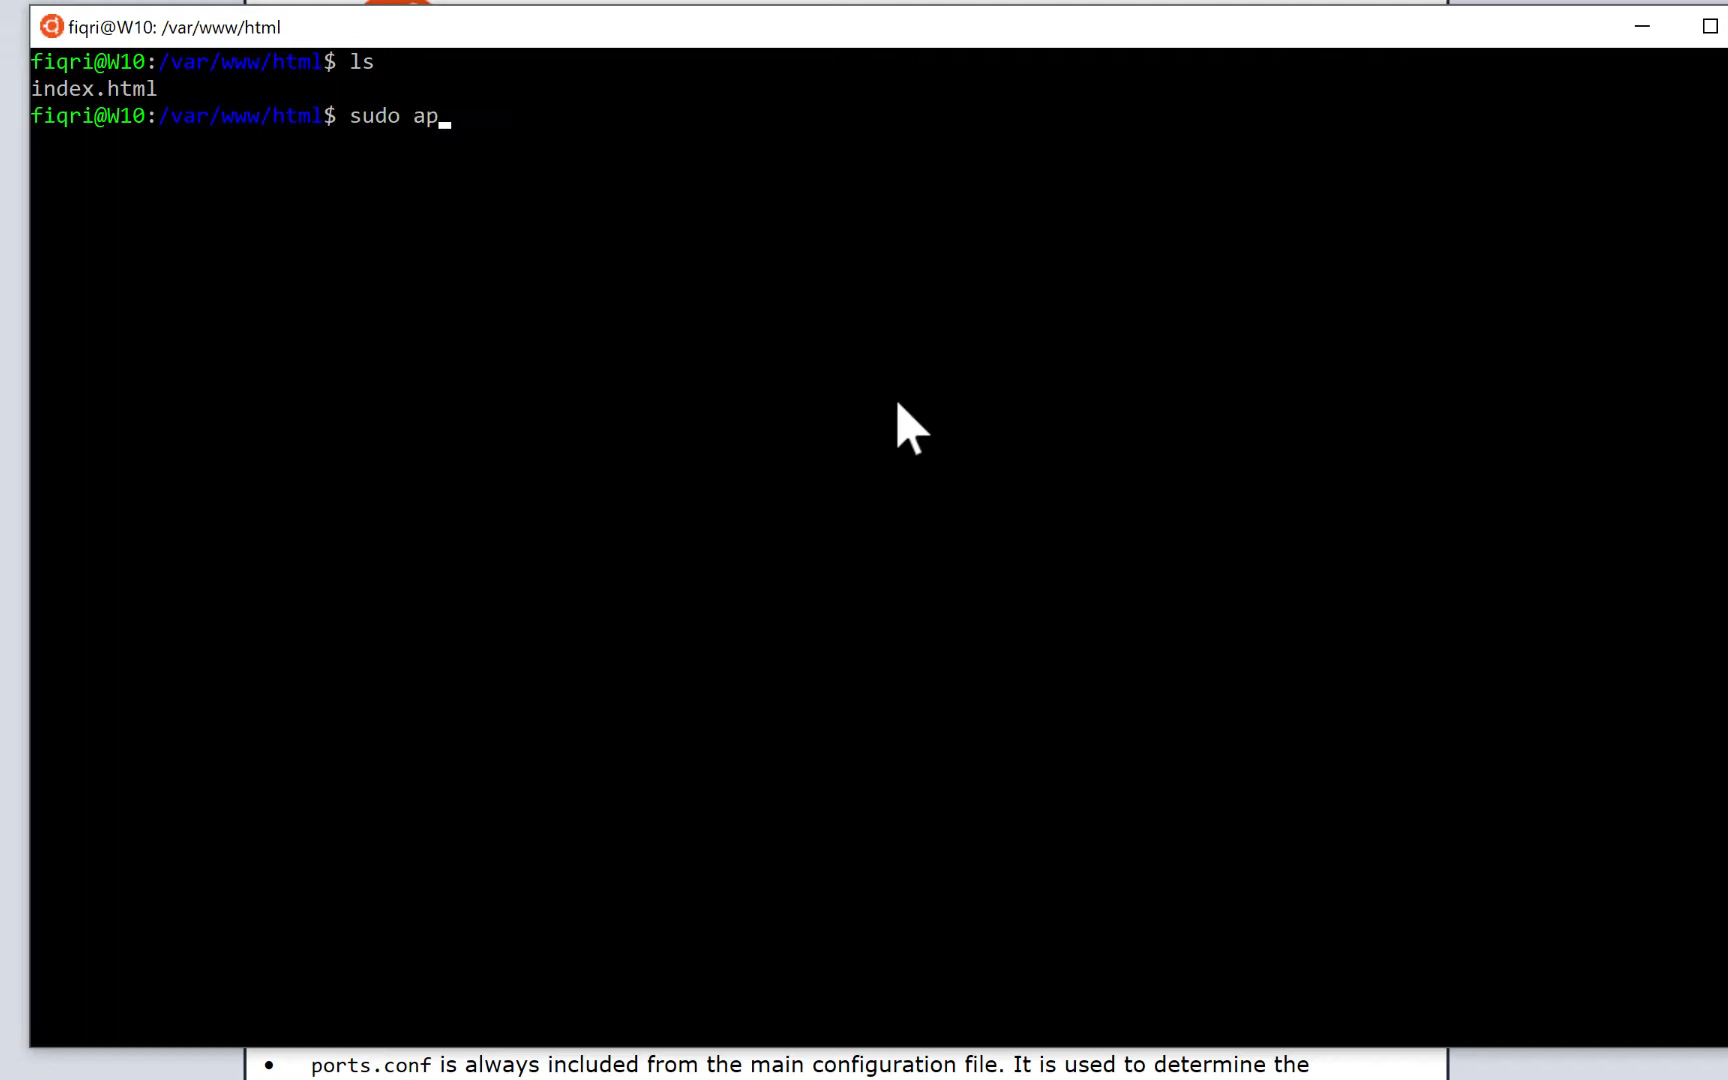 fiqri@W10: /var/www/html
fiqri@W10:/var/www/html$ ls
index.html
fiqri@W10:/var/www/html$ sudo ap
ports.conf is always included from the main configuration file. It is used to determine the